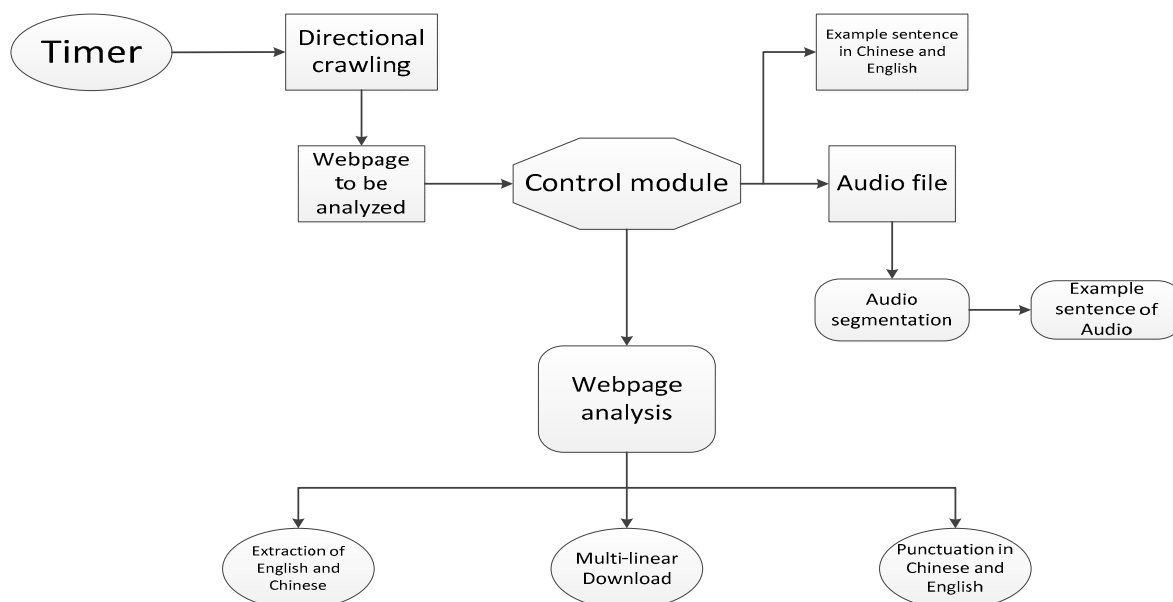 Timer
Directional
crawling
Example sentence
in Chinese and
English
Webpage
to be
analyzed
Control module
Audio file
Audio
segmentation
Example
sentence of
Audio
Webpage
analysis
Extraction of
English and
Chinese
Multi-linear
Download
Punctuation in
Chinese and
English